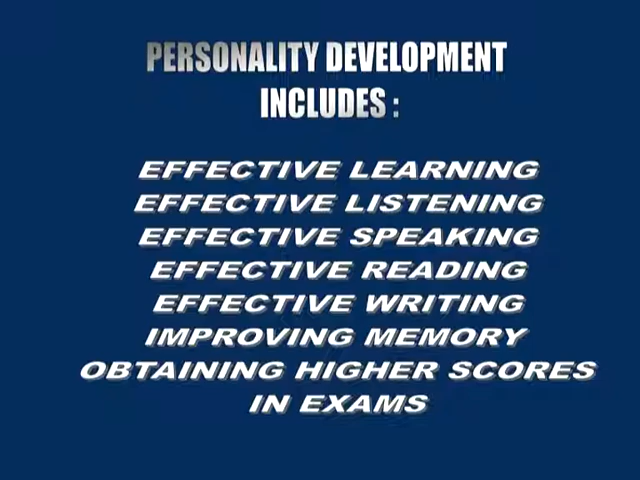 PERSONALITY DEVELOPMENT
INCLUDES :
EFFECTIVE LEARNING
EFFECTIVE LISTENING
EFFECTIVE SPEAKING
EFFECTIVE READING
EFFECTIVE WRITING
IMPROVING MEMORY
OBTAINING HIGHER SCORES
IN EXAMS